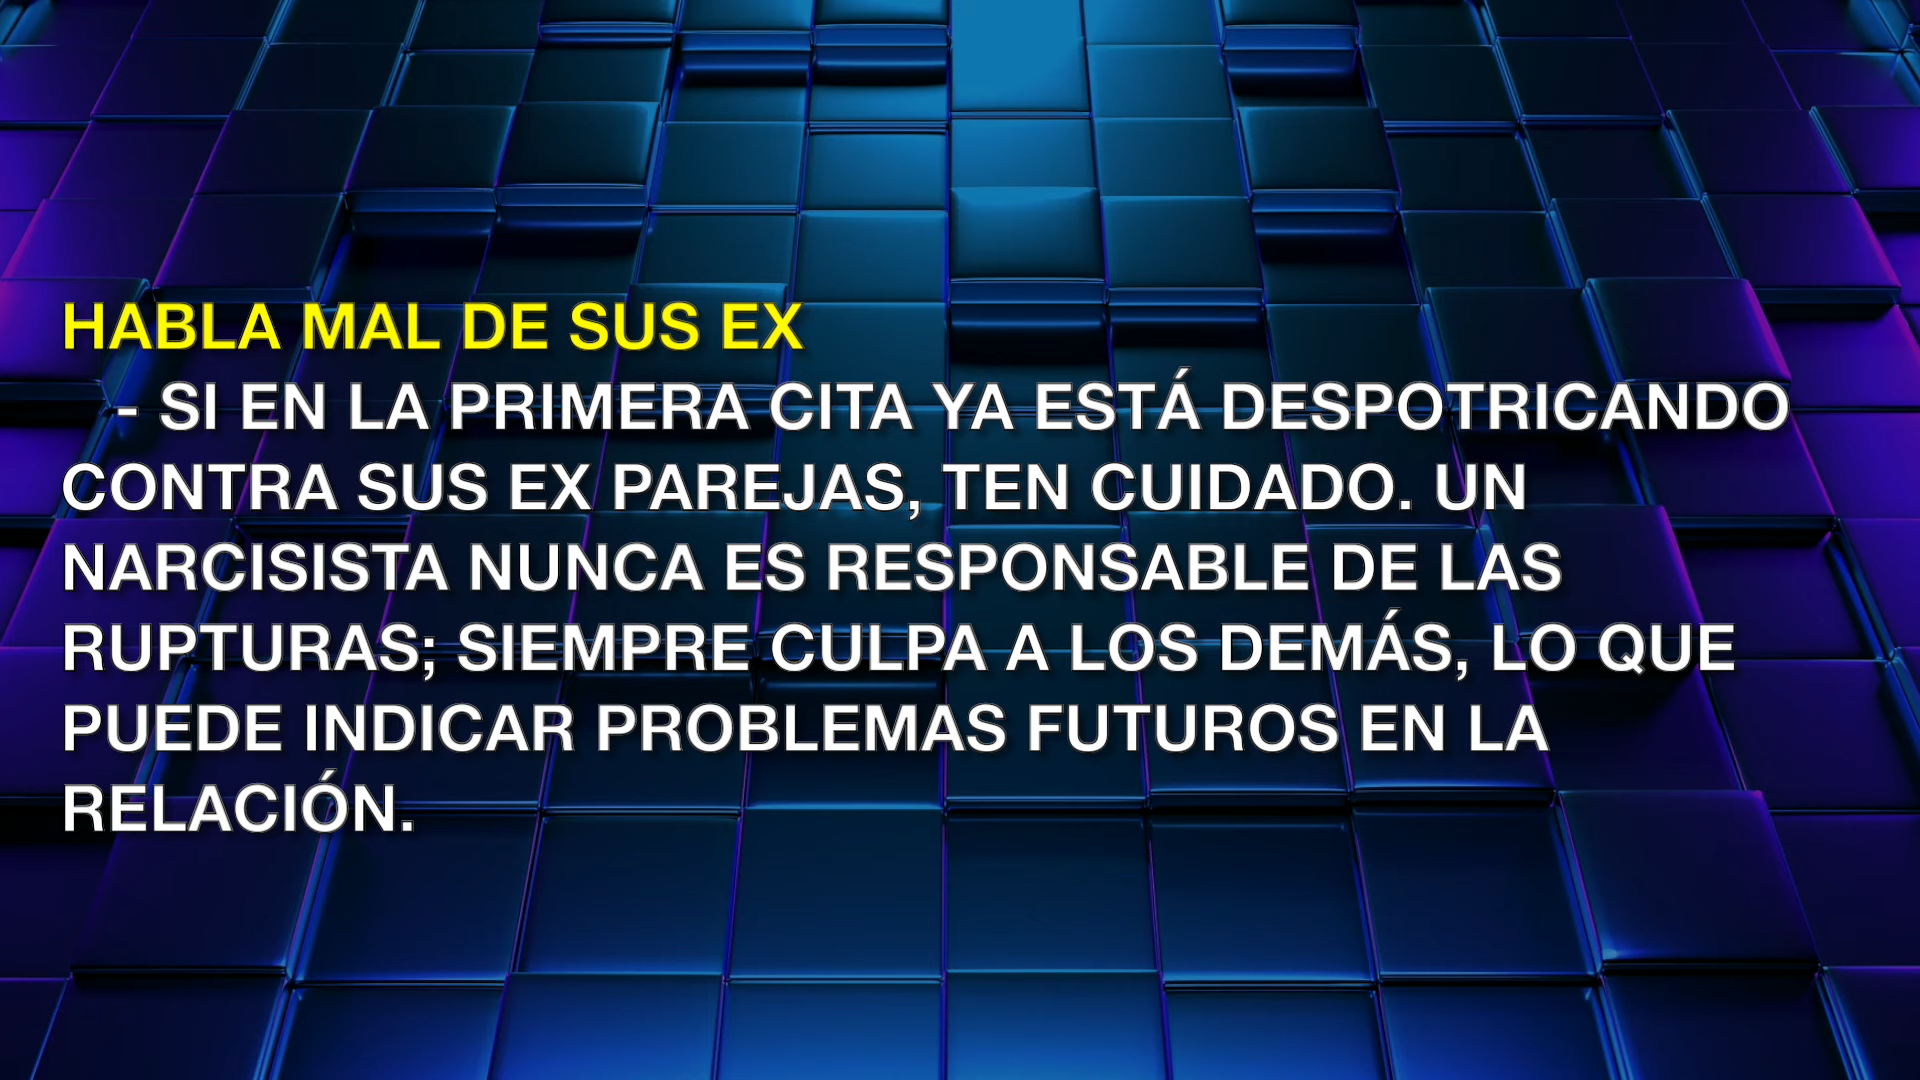 HABLA MAL DE SUS EX
- SI EN LA PRIMERA CITA YA ESTÁ DESPOTRICANDO
CONTRA SUS EX PAREJAS, TEN CUIDADO. UN
NARCISISTA NUNCA ES RESPONSABLE DE LAS
RUPTURAS; SIEMPRE CULPA A LOS DEMÁS, LO QUE
PUEDE INDICAR PROBLEMAS FUTUROS EN LA
RELACIÓN.